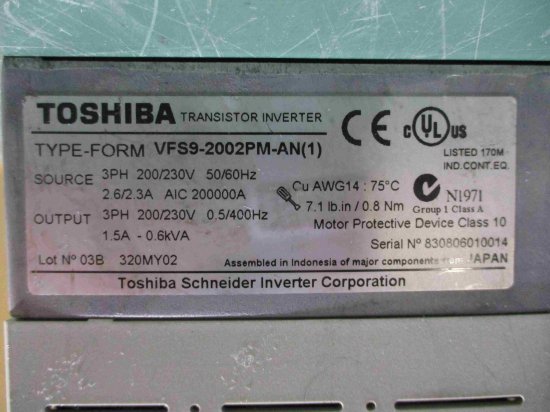 TOSHIBA TRANSISTOR INVERTER
CE c UL US
LISTED 170M
IND.CONT.EQ.
TYPE-FORM VFS9-2002PM-AN(1)
SOURCE 3PH 200/230V 50/60Hz
2.6/2.3A AIC 200000A
OUTPUT 3PH 200/230V 0.5/400Hz
1.5A - 0.6kVA
Cu AWG14 : 75°C
7.1 lb.in / 0.8 Nm
N1971
Group 1 Class A
Motor Protective Device Class 10
Serial Nº 830806010014
Lot Nº 03B 320MY02
Assembled in Indonesia of major components from JAPAN
Toshiba Schneider Inverter Corporation